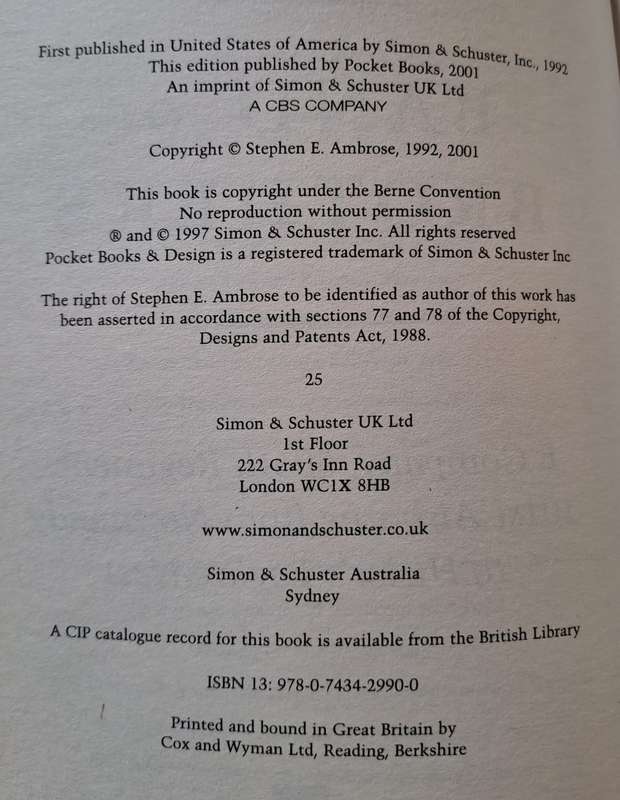 First published in United States of America by Simon & Schuster, Inc., 1992
This edition published by Pocket Books, 2001
An imprint of Simon & Schuster UK Ltd
A CBS COMPANY
Copyright © Stephen E. Ambrose, 1992, 2001
This book is copyright under the Berne Convention
No reproduction without permission
® and © 1997 Simon & Schuster Inc. All rights reserved
Pocket Books & Design is a registered trademark of Simon & Schuster Inc
The right of Stephen E. Ambrose to be identified as author of this work has
been asserted in accordance with sections 77 and 78 of the Copyright,
Designs and Patents Act, 1988.
25
Simon & Schuster UK Ltd
1st Floor
222 Gray's Inn Road
London WC1X 8HB
www.simonandschuster.co.uk
Simon & Schuster Australia
Sydney
A CIP catalogue record for this book is available from the British Library
ISBN 13: 978-0-7434-2990-0
Printed and bound in Great Britain by
Cox and Wyman Ltd, Reading, Berkshire